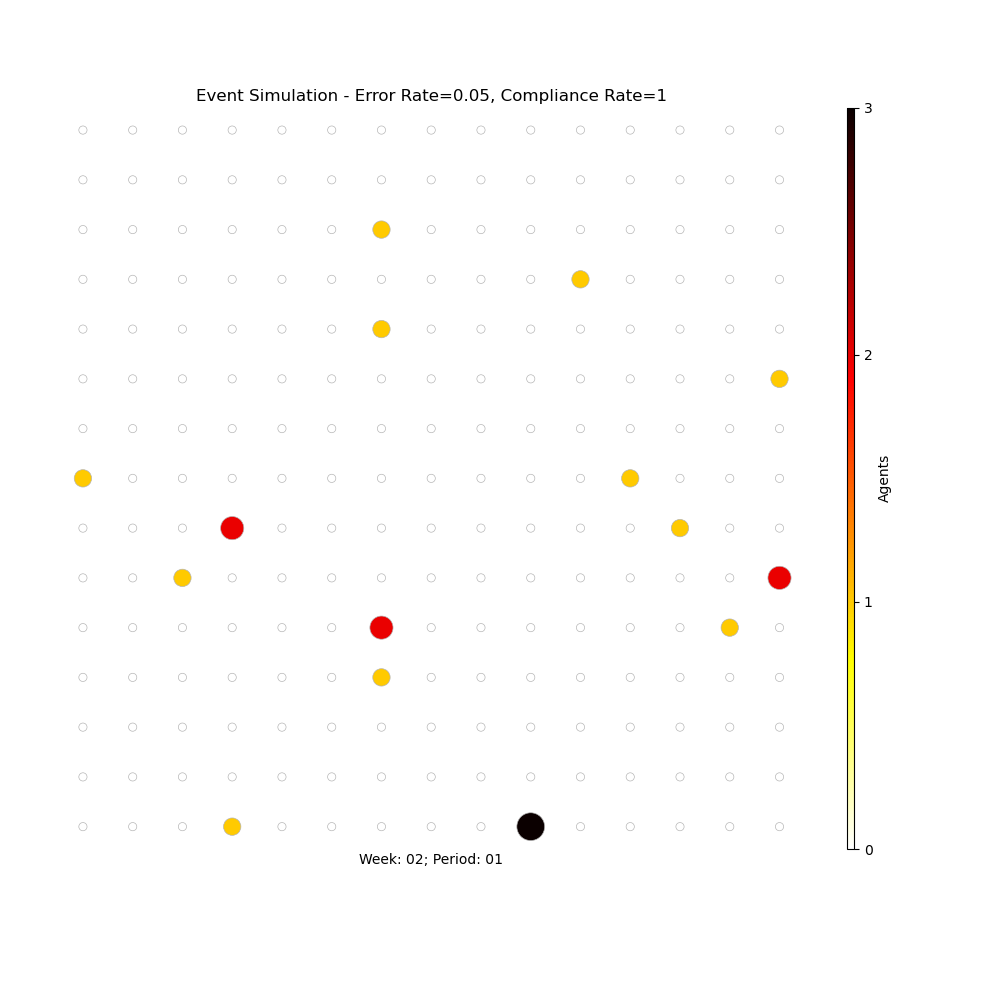 Event Simulation - Error Rate=0.05, Compliance Rate=1
3
2
Agents
1
0
Week: 02; Period: 01